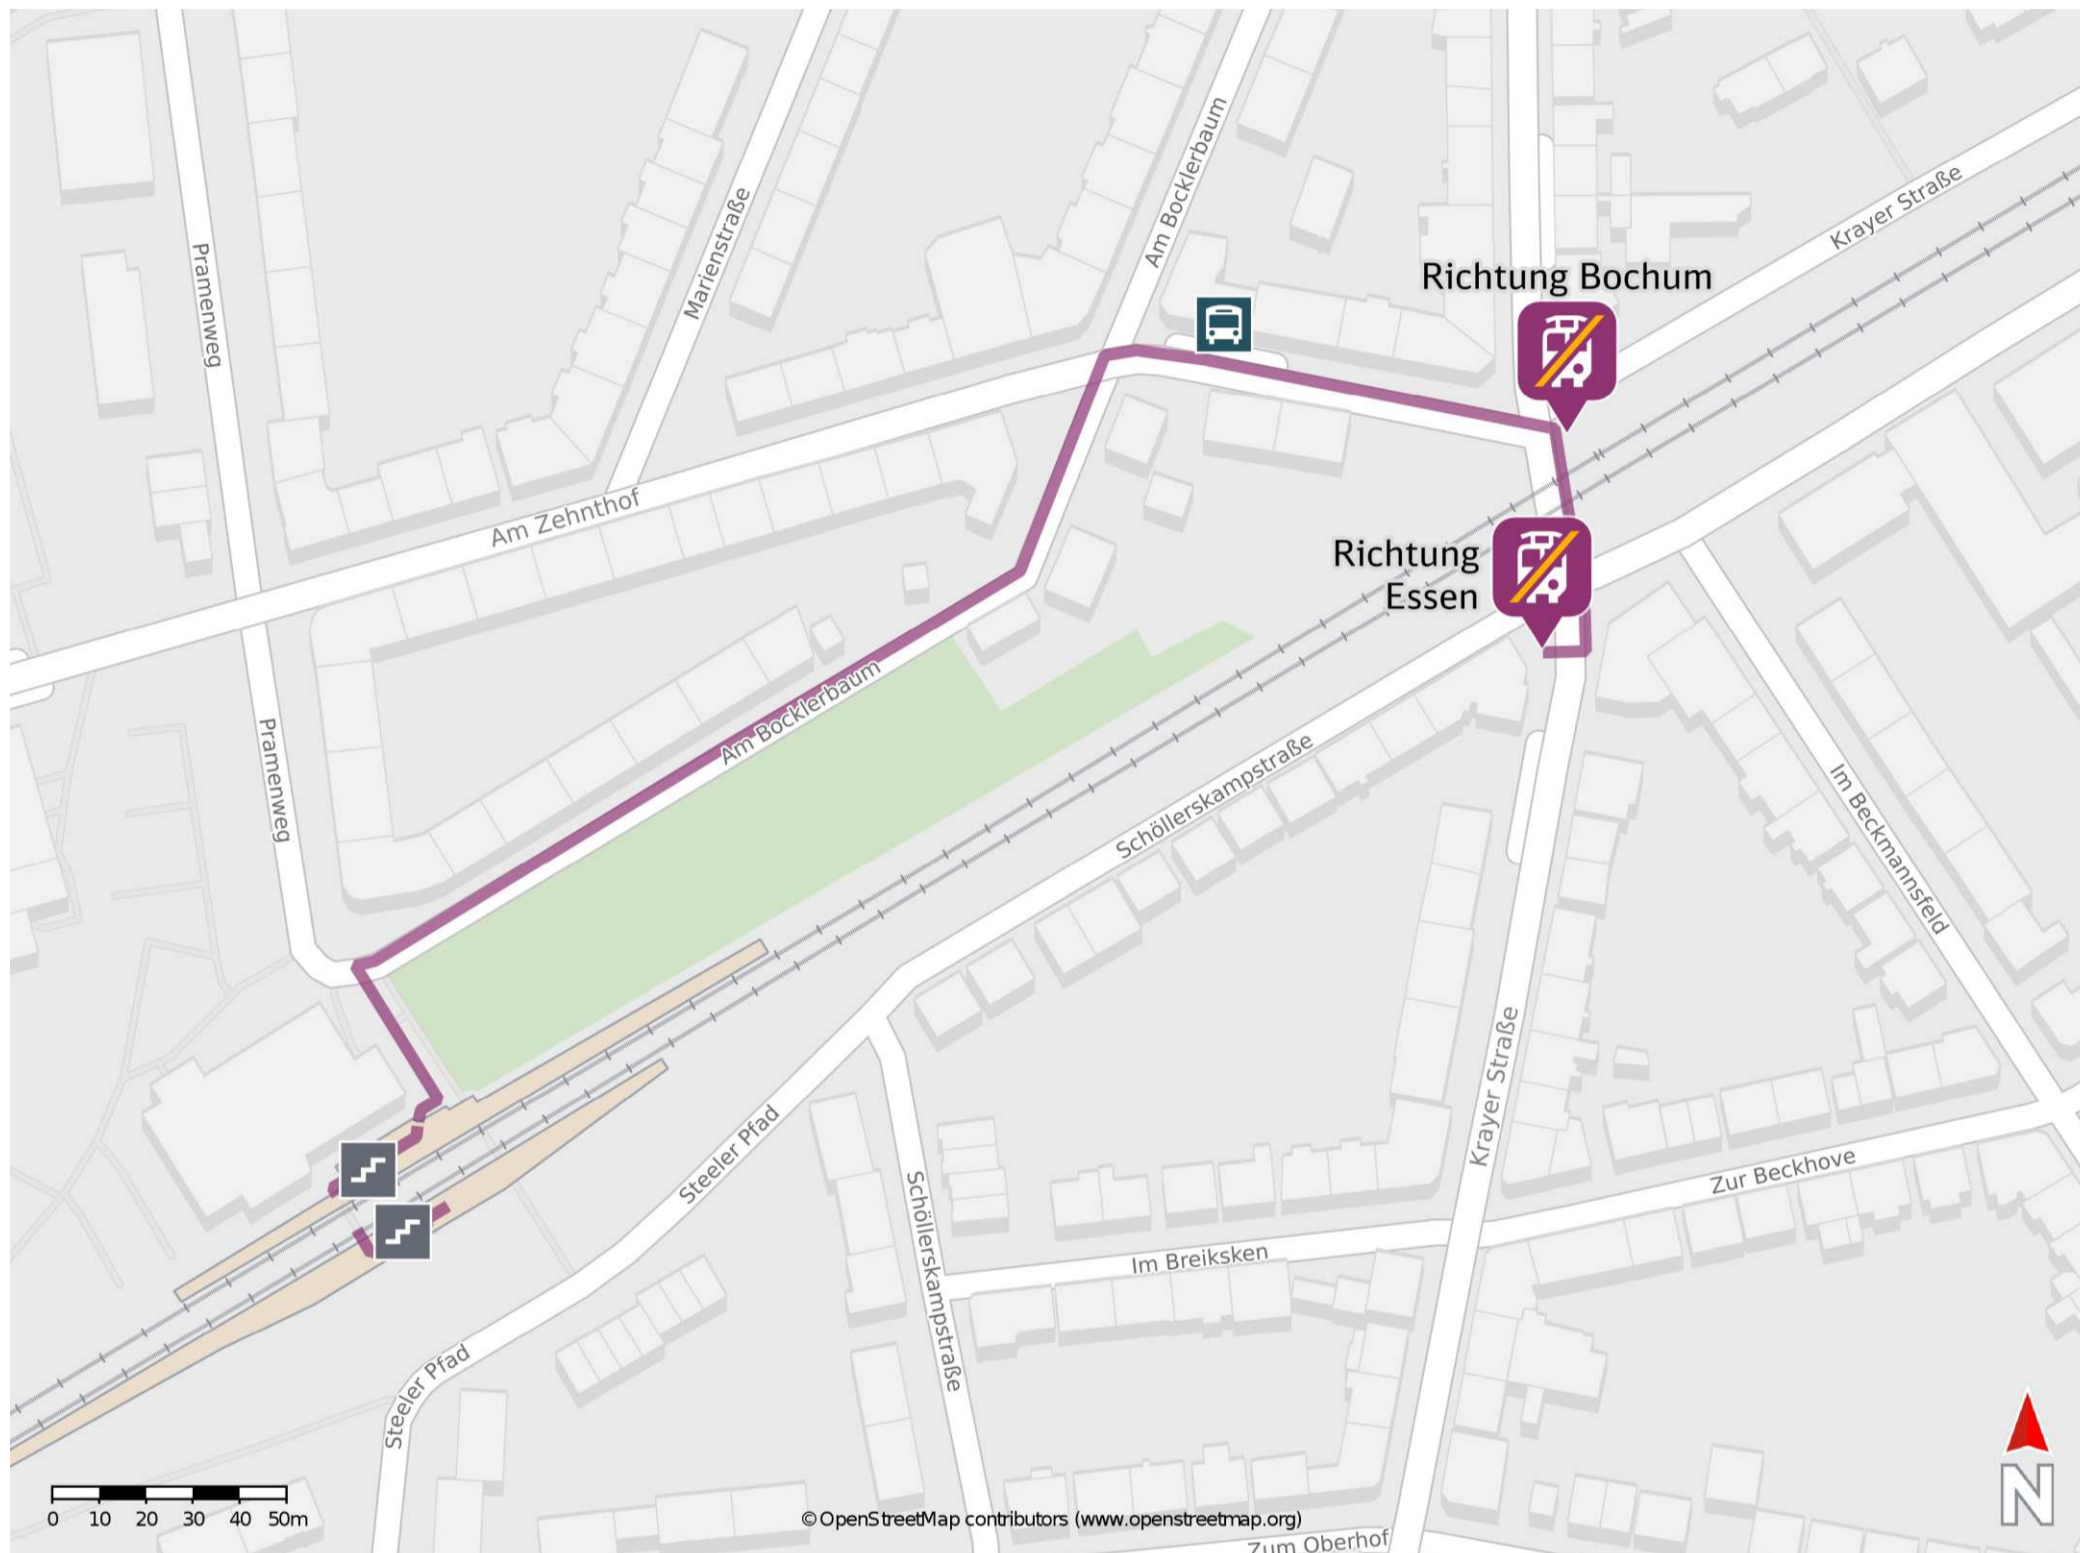 Am Bocklerbaum
Krayer Straße
Marienstraße
Pramenweg
Richtung Bochum
Am Zehnthof
Richtung
Essen
Am Bocklerbaum
Pramenweg
Schöllerskampstraße
Im Beckmannsfeld
Krayer Straße
Steeler Pfad
Schöllerskampstraße
Zur Beckhove
Im Breiksken
Steeler Pfad
N
0 10 20 30 40 50m
© OpenStreetMap contributors (www.openstreetmap.org)
Zum Oberhof